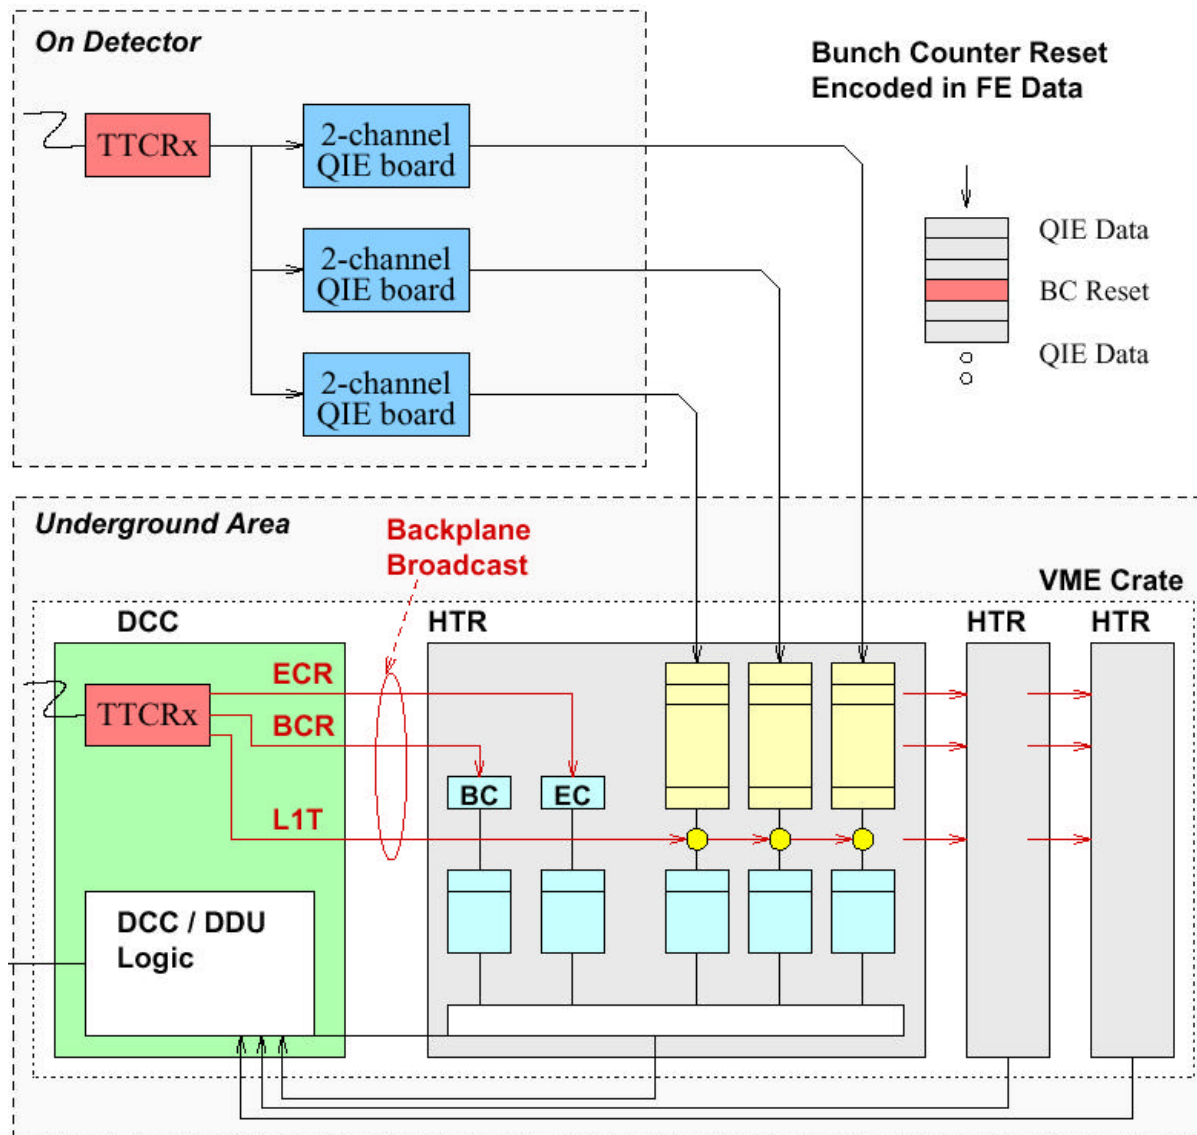 On Detector
Bunch Counter Reset
Encoded in FE Data
TTCRx
2-channel
QIE board
2-channel
QIE board
2-channel
QIE board
QIE Data
BC Reset
QIE Data
Underground Area
Backplane
Broadcast
VME Crate
DCC
HTR
HTR
HTR
TTCRx
ECR
BCR
L1T
BC
EC
DCC / DDU
Logic